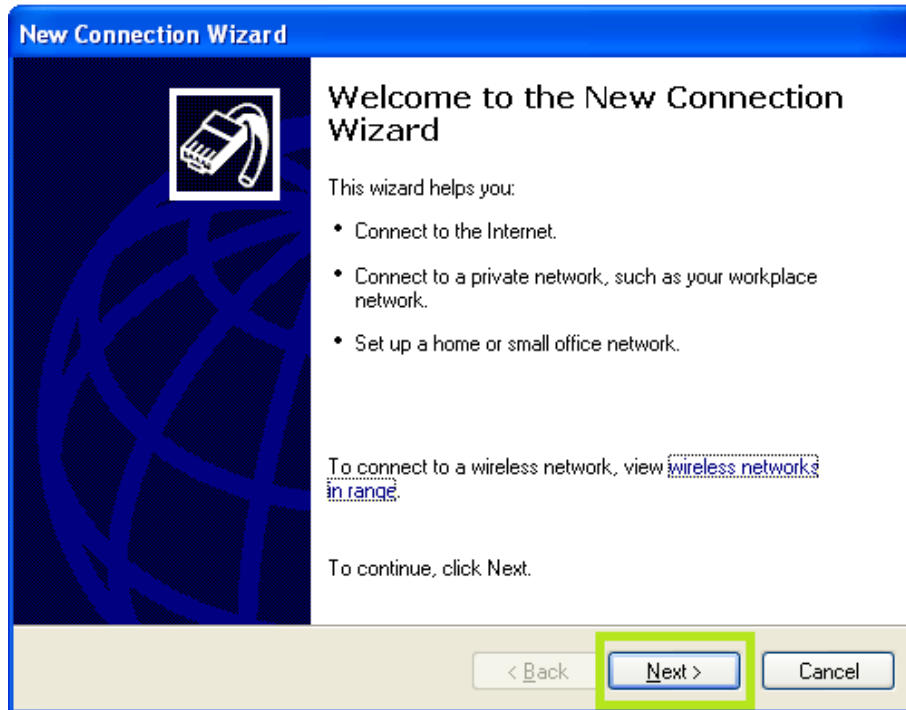 New Connection Wizard
Welcome to the New Connection
Wizard
This wizard helps you:
• Connect to the Internet.
• Connect to a private network, such as your workplace
network.
• Set up a home or small office network.
To connect to a wireless network, view wireless networks
in range.
To continue, click Next.
< Back
Next >
Cancel